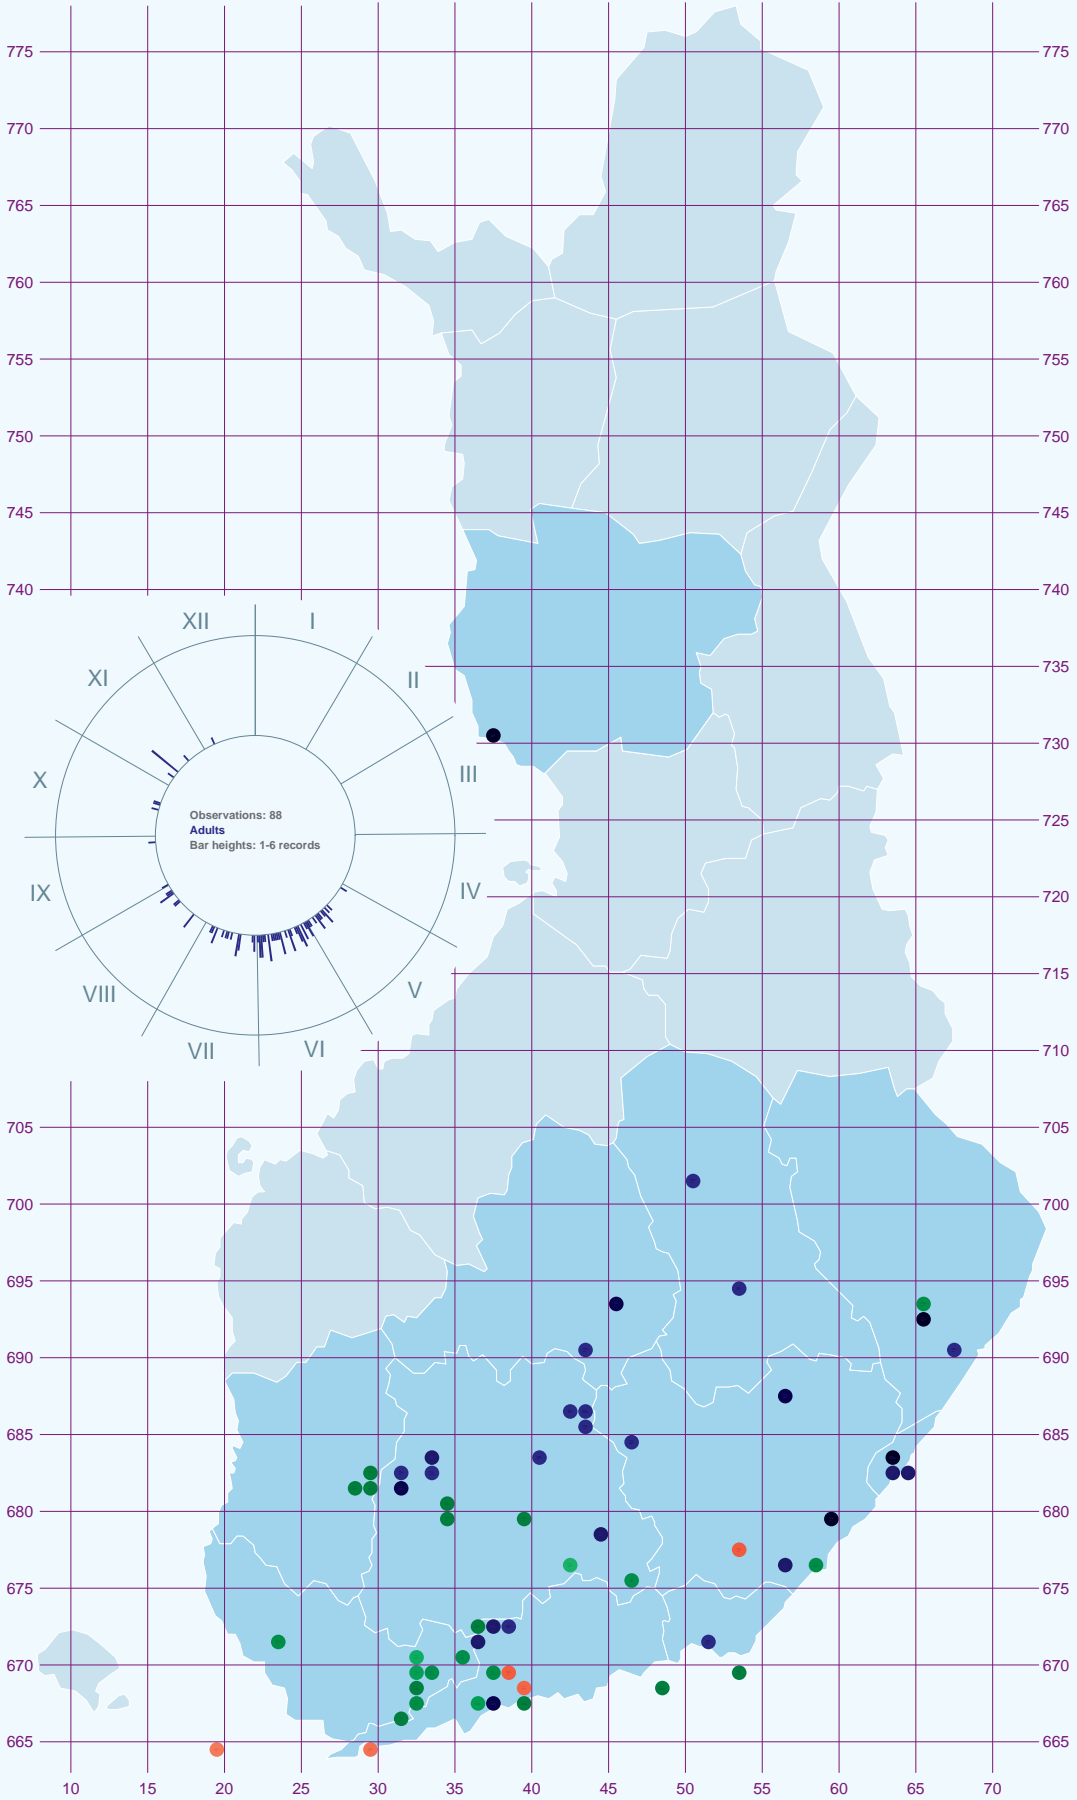 775 775
770 770
765 765
760 760
755 755
750 750
745 745
740 740
XII I
XI II
735
730
X III
Observations: 88
Adults
Bar heights: 1-6 records
725
IX IV
720
VIII V
715
VII VI
710
705 705
700 700
695 695
690 690
685 685
680 680
675 675
670 670
665 665
10 15 20 25 30 35 40 45 50 55 60 65 70